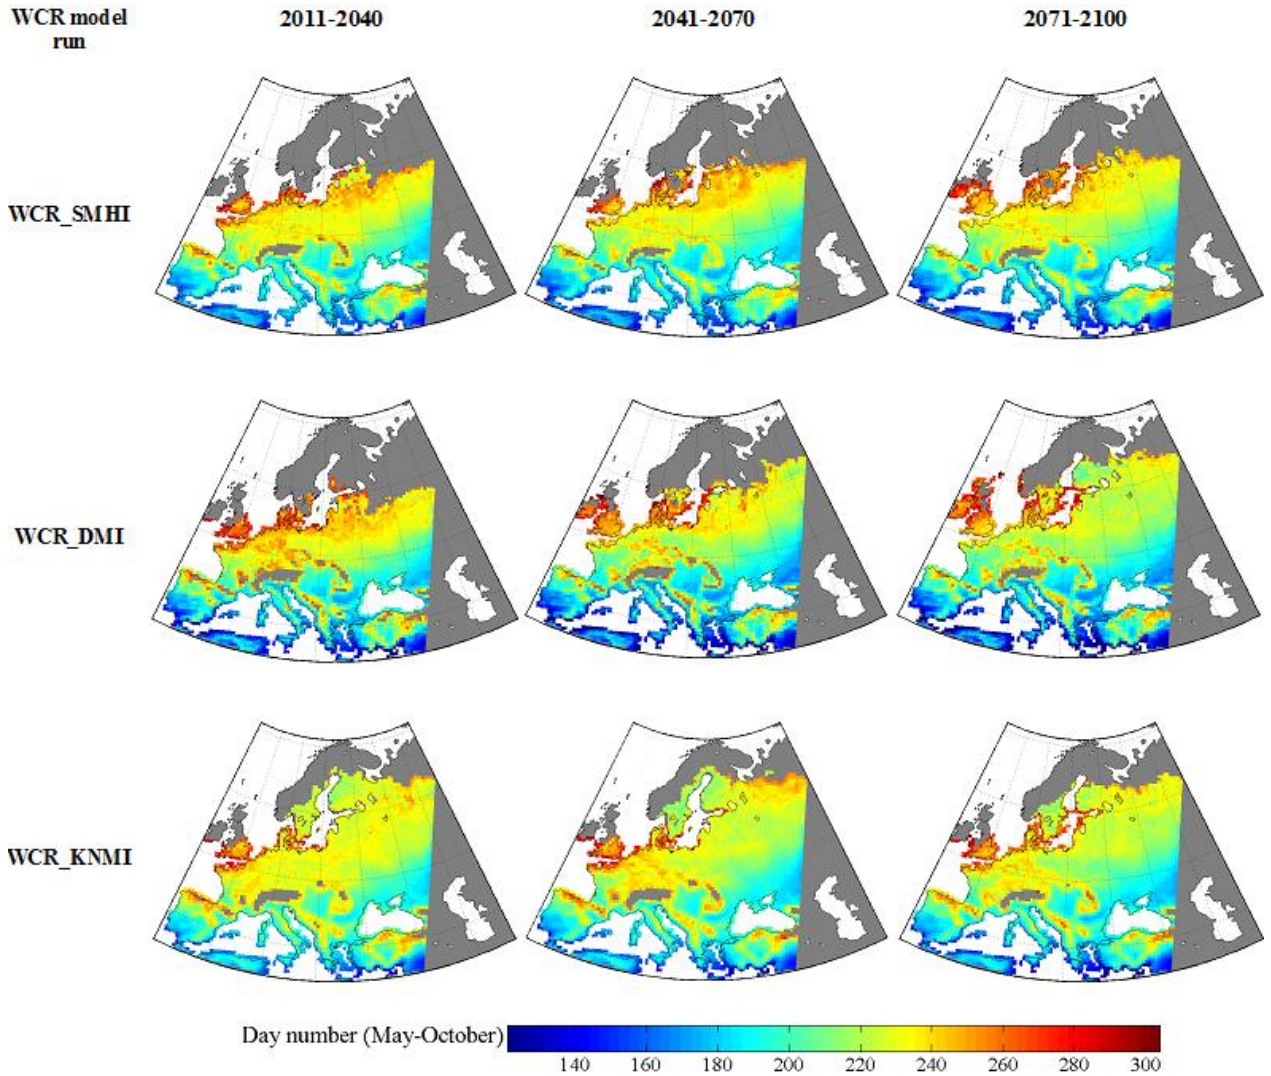 WCR model
run
2011-2040
2041-2070
2071-2100
WCR_SMHI
WCR_DMI
WCR_KNMI
Day number (May-October)
140 160 180 200 220 240 260 280 300